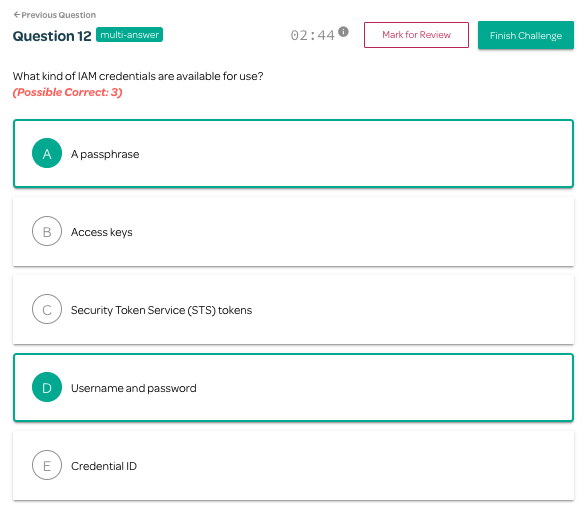 ←Previous Question
Question 12 multi-answer 02:44 i Mark for Review Finish Challenge
What kind of IAM credentials are available for use?
(Possible Correct: 3)
A A passphrase
B Access keys
C Security Token Service (STS) tokens
D Username and password
E Credential ID